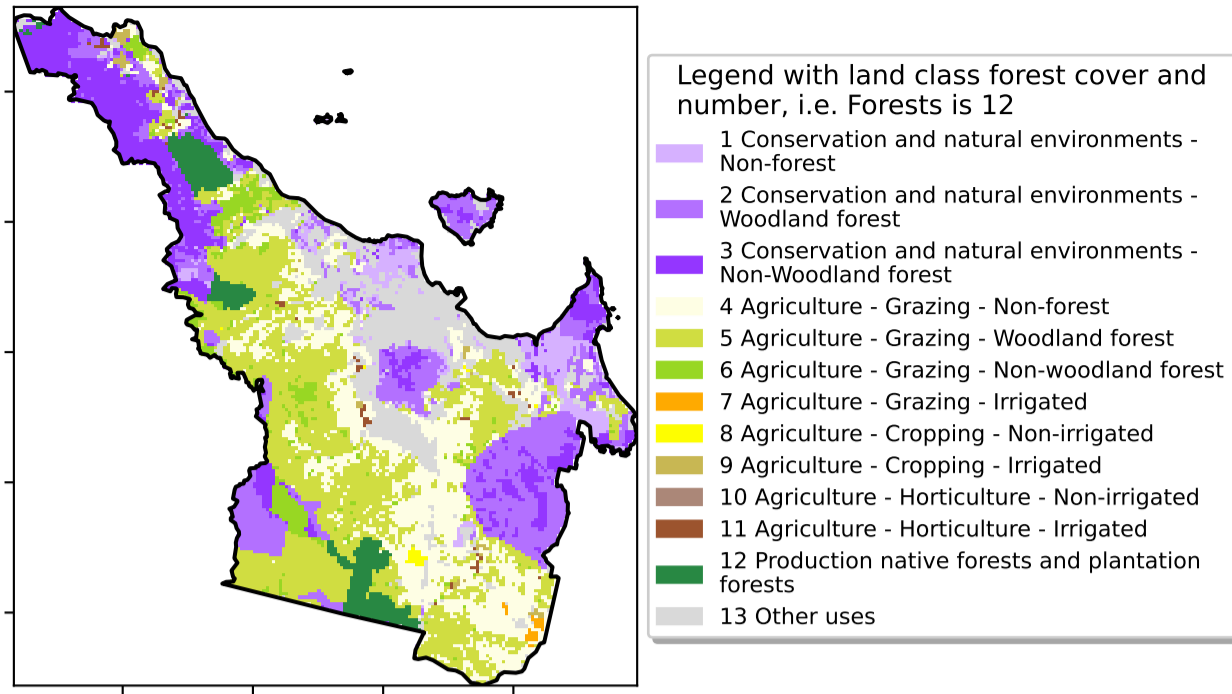 Legend with land class forest cover and
number, i.e. Forests is 12
1 Conservation and natural environments -
Non-forest
2 Conservation and natural environments -
Woodland forest
3 Conservation and natural environments -
Non-Woodland forest
4 Agriculture - Grazing - Non-forest
5 Agriculture - Grazing - Woodland forest
6 Agriculture - Grazing - Non-woodland forest
7 Agriculture - Grazing - Irrigated
8 Agriculture - Cropping - Non-irrigated
9 Agriculture - Cropping - Irrigated
10 Agriculture - Horticulture - Non-irrigated
11 Agriculture - Horticulture - Irrigated
12 Production native forests and plantation
forests
13 Other uses